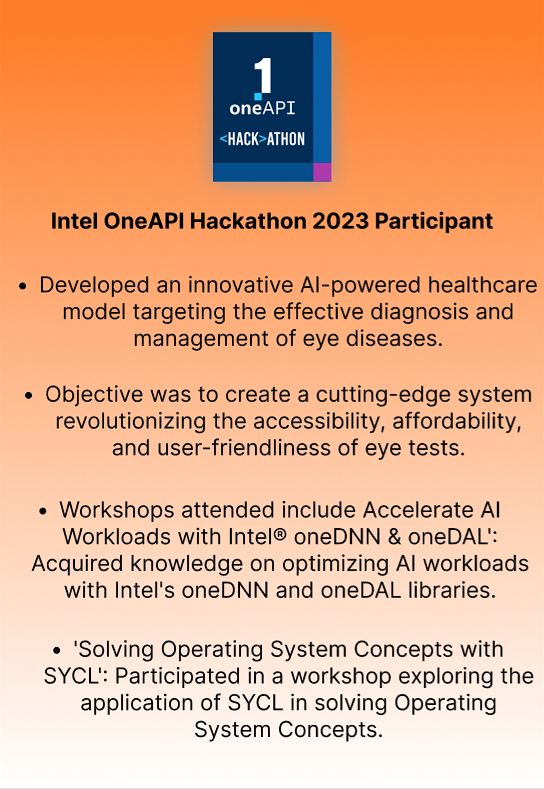 1
oneAPI
<HACK>ATHON
Intel OneAPI Hackathon 2023 Participant
• Developed an innovative AI-powered healthcare
model targeting the effective diagnosis and
management of eye diseases.
• Objective was to create a cutting-edge system
revolutionizing the accessibility, affordability,
and user-friendliness of eye tests.
• Workshops attended include Accelerate AI
Workloads with Intel® oneDNN & oneDAL':
Acquired knowledge on optimizing AI workloads
with Intel's oneDNN and oneDAL libraries.
• 'Solving Operating System Concepts with
SYCL': Participated in a workshop exploring the
application of SYCL in solving Operating
System Concepts.